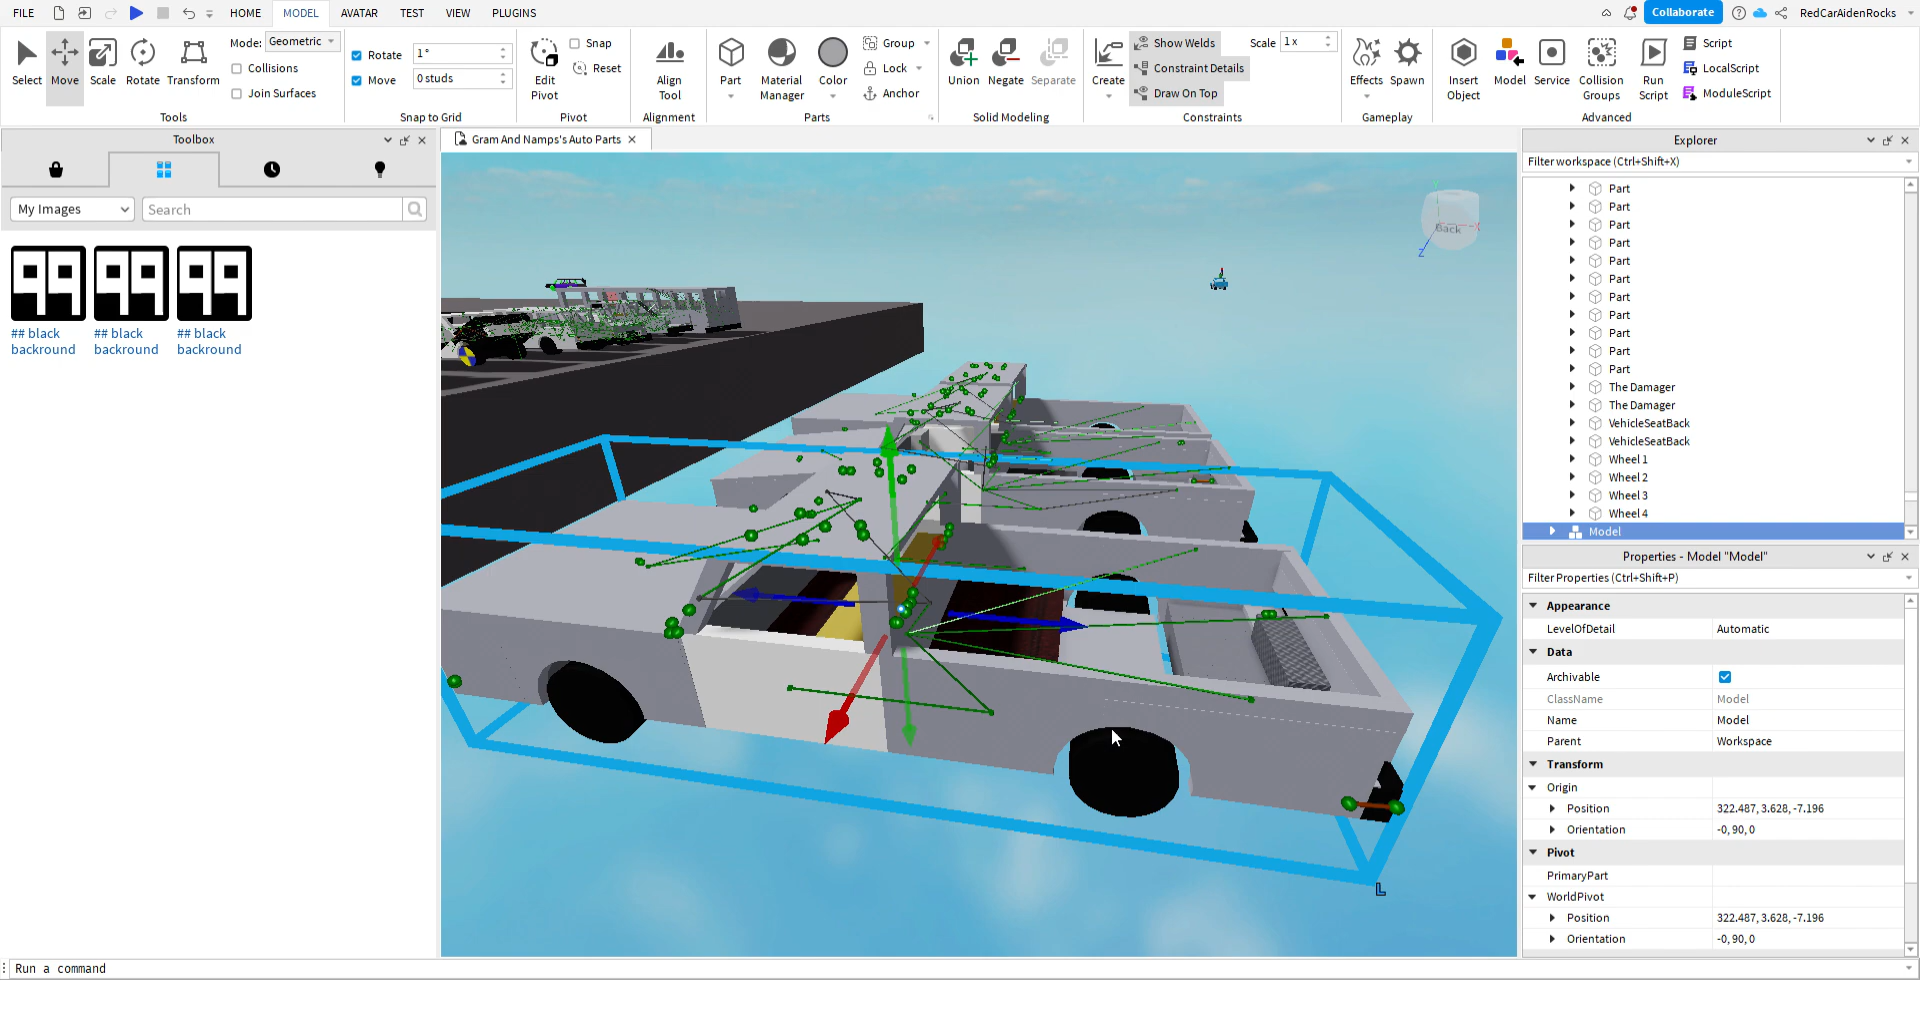 FILE HOME MODEL AVATAR TEST VIEW PLUGINS Collaborate RedCarAidenRocks
Select Move Scale Rotate Transform
Mode: Geometric
Collisions
Join Surfaces
Tools
Rotate 1°
Move 0 studs
Snap to Grid
Edit Pivot
Snap
Reset
Pivot
Align Tool
Alignment
Part Material Manager Color
Group
Lock
Anchor
Parts
Union Negate Separate
Solid Modeling
Create
Show Welds
Constraint Details
Draw On Top
Scale 1 x
Constraints
Effects Spawn
Gameplay
Insert Object Model Service Collision Groups Run Script
Script
LocalScript
ModuleScript
Advanced
Toolbox
My Images Search
## black backround
## black backround
## black backround
Gram And Namps's Auto Parts
Back
X
Y
Z
L
Explorer
Filter workspace (Ctrl+Shift+X)
Part
Part
Part
Part
Part
Part
Part
Part
Part
Part
Part
The Damager
The Damager
VehicleSeatBack
VehicleSeatBack
Wheel 1
Wheel 2
Wheel 3
Wheel 4
Model
Properties - Model "Model"
Filter Properties (Ctrl+Shift+P)
Appearance
LevelOfDetail Automatic
Data
Archivable
ClassName Model
Name Model
Parent Workspace
Transform
Origin
Position 322.487, 3.628, -7.196
Orientation -0, 90, 0
Pivot
PrimaryPart
WorldPivot
Position 322.487, 3.628, -7.196
Orientation -0, 90, 0
Run a command